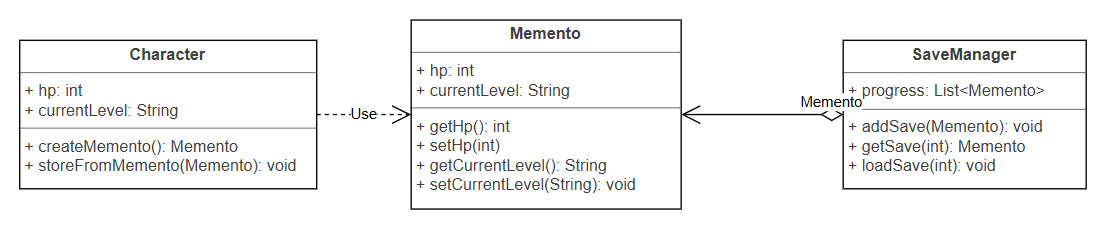 Character
+ hp: int
+ currentLevel: String
+ createMemento(): Memento
+ storeFromMemento(Memento): void
Use
Memento
+ hp: int
+ currentLevel: String
+ getHp(): int
+ setHp(int)
+ getCurrentLevel(): String
+ setCurrentLevel(String): void
Memento
SaveManager
+ progress: List<Memento>
+ addSave(Memento): void
+ getSave(int): Memento
+ loadSave(int): void